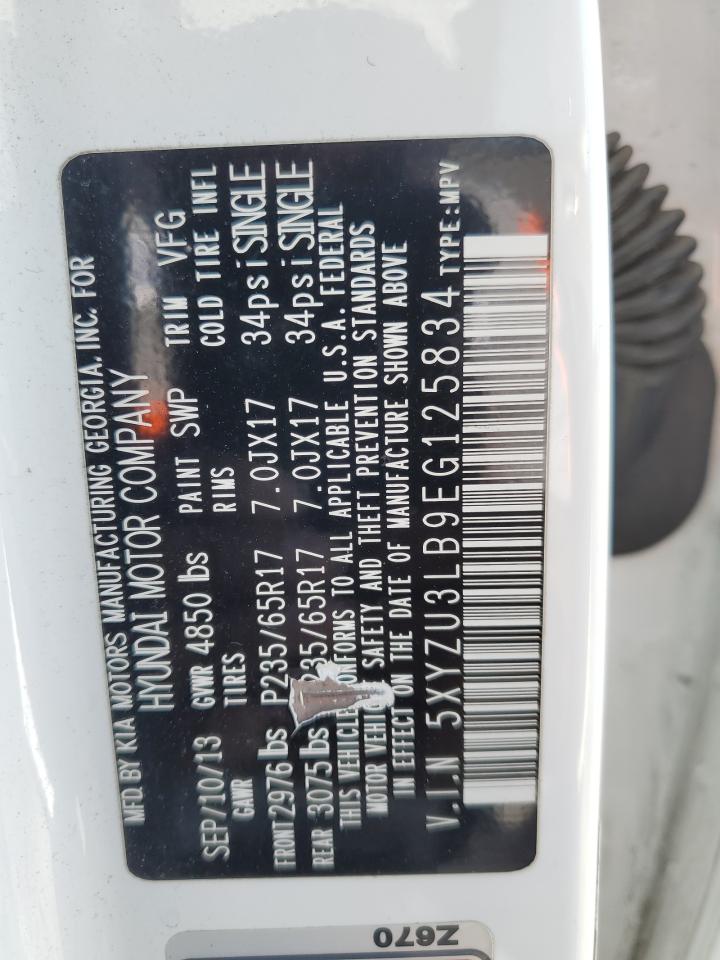 MFD.BY KIA MOTORS MANUFACTURING GEORGIA, INC. FOR
HYUNDAI MOTOR COMPANY
SEP/10/13 GVWR 4850 lbs PAINT SWP TRIM VFG
GAWR TIRES RIMS COLD TIRE INFL
FRONT 2976 lbs P235/65R17 7.0JX17 34psi SINGLE
REAR 3075 lbs 235/65R17 7.0JX17 34psi SINGLE
THIS VEHICLE CONFORMS TO ALL APPLICABLE U.S.A. FEDERAL
MOTOR VEHICLE SAFETY AND THEFT PREVENTION STANDARDS
IN EFFECT ON THE DATE OF MANUFACTURE SHOWN ABOVE
V.I.N 5XYZU3LB9EG125834 TYPE:MPV
Z670